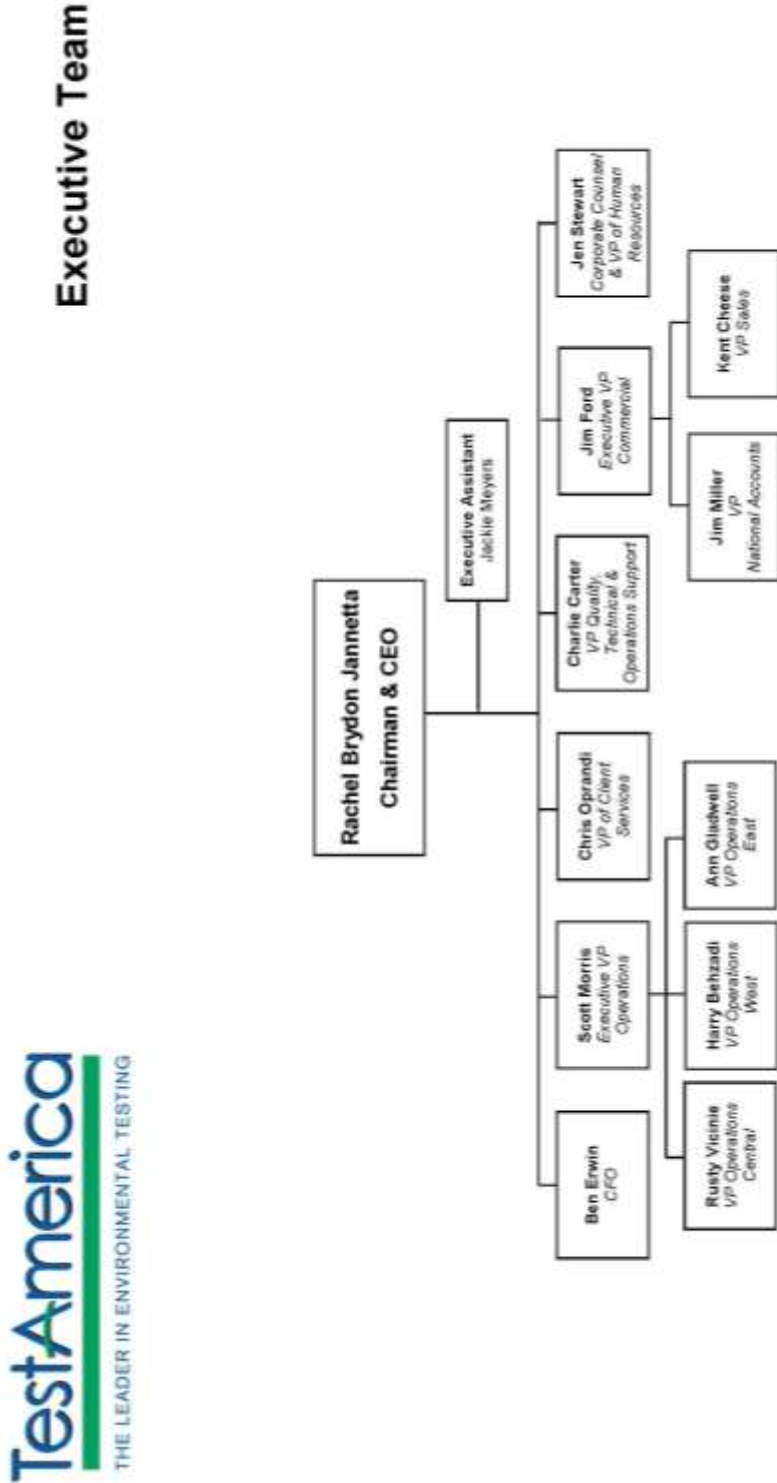 TestAmerica
THE LEADER IN ENVIRONMENTAL TESTING
Executive Team
Rachel Brydon Jannetta
Chairman & CEO
Executive Assistant
Jackie Meyers
Ben Erwin
CFO
Scott Morris
Executive VP
Operations
Chris Oprandi
VP of Client
Services
Charlie Carter
VP Quality,
Technical &
Operations Support
Jim Ford
Executive VP
Commercial
Jen Stewart
Corporate Counsel
& VP of Human
Resources
Rusty Vicinie
VP Operations
Central
Harry Behzadi
VP Operations
West
Ann Gladwell
VP Operations
East
Jim Miller
VP
National Accounts
Kent Cheese
VP Sales